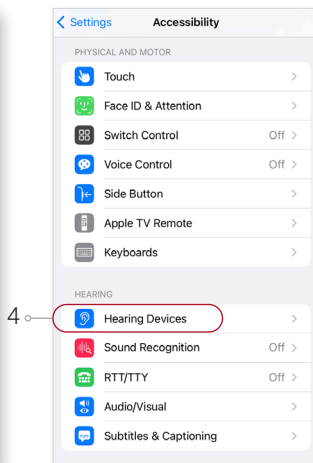 Settings Accessibility
PHYSICAL AND MOTOR
Touch
Face ID & Attention
Switch Control Off
Voice Control Off
Side Button
Apple TV Remote
Keyboards
HEARING
4 Hearing Devices
Sound Recognition Off
RTT/TTY Off
Audio/Visual
Subtitles & Captioning